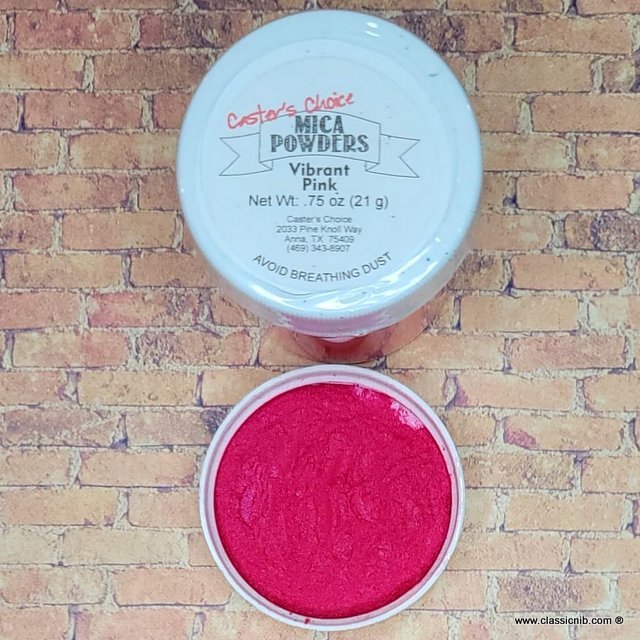 Caster's Choice
MICA
POWDERS
Vibrant
Pink
Net Wt: .75 oz (21 g)
Caster's Choice
2033 Pine Knoll Way
Anna, TX. 75409
(469) 343-8907
AVOID BREATHING DUST
www.classicnib.com ®